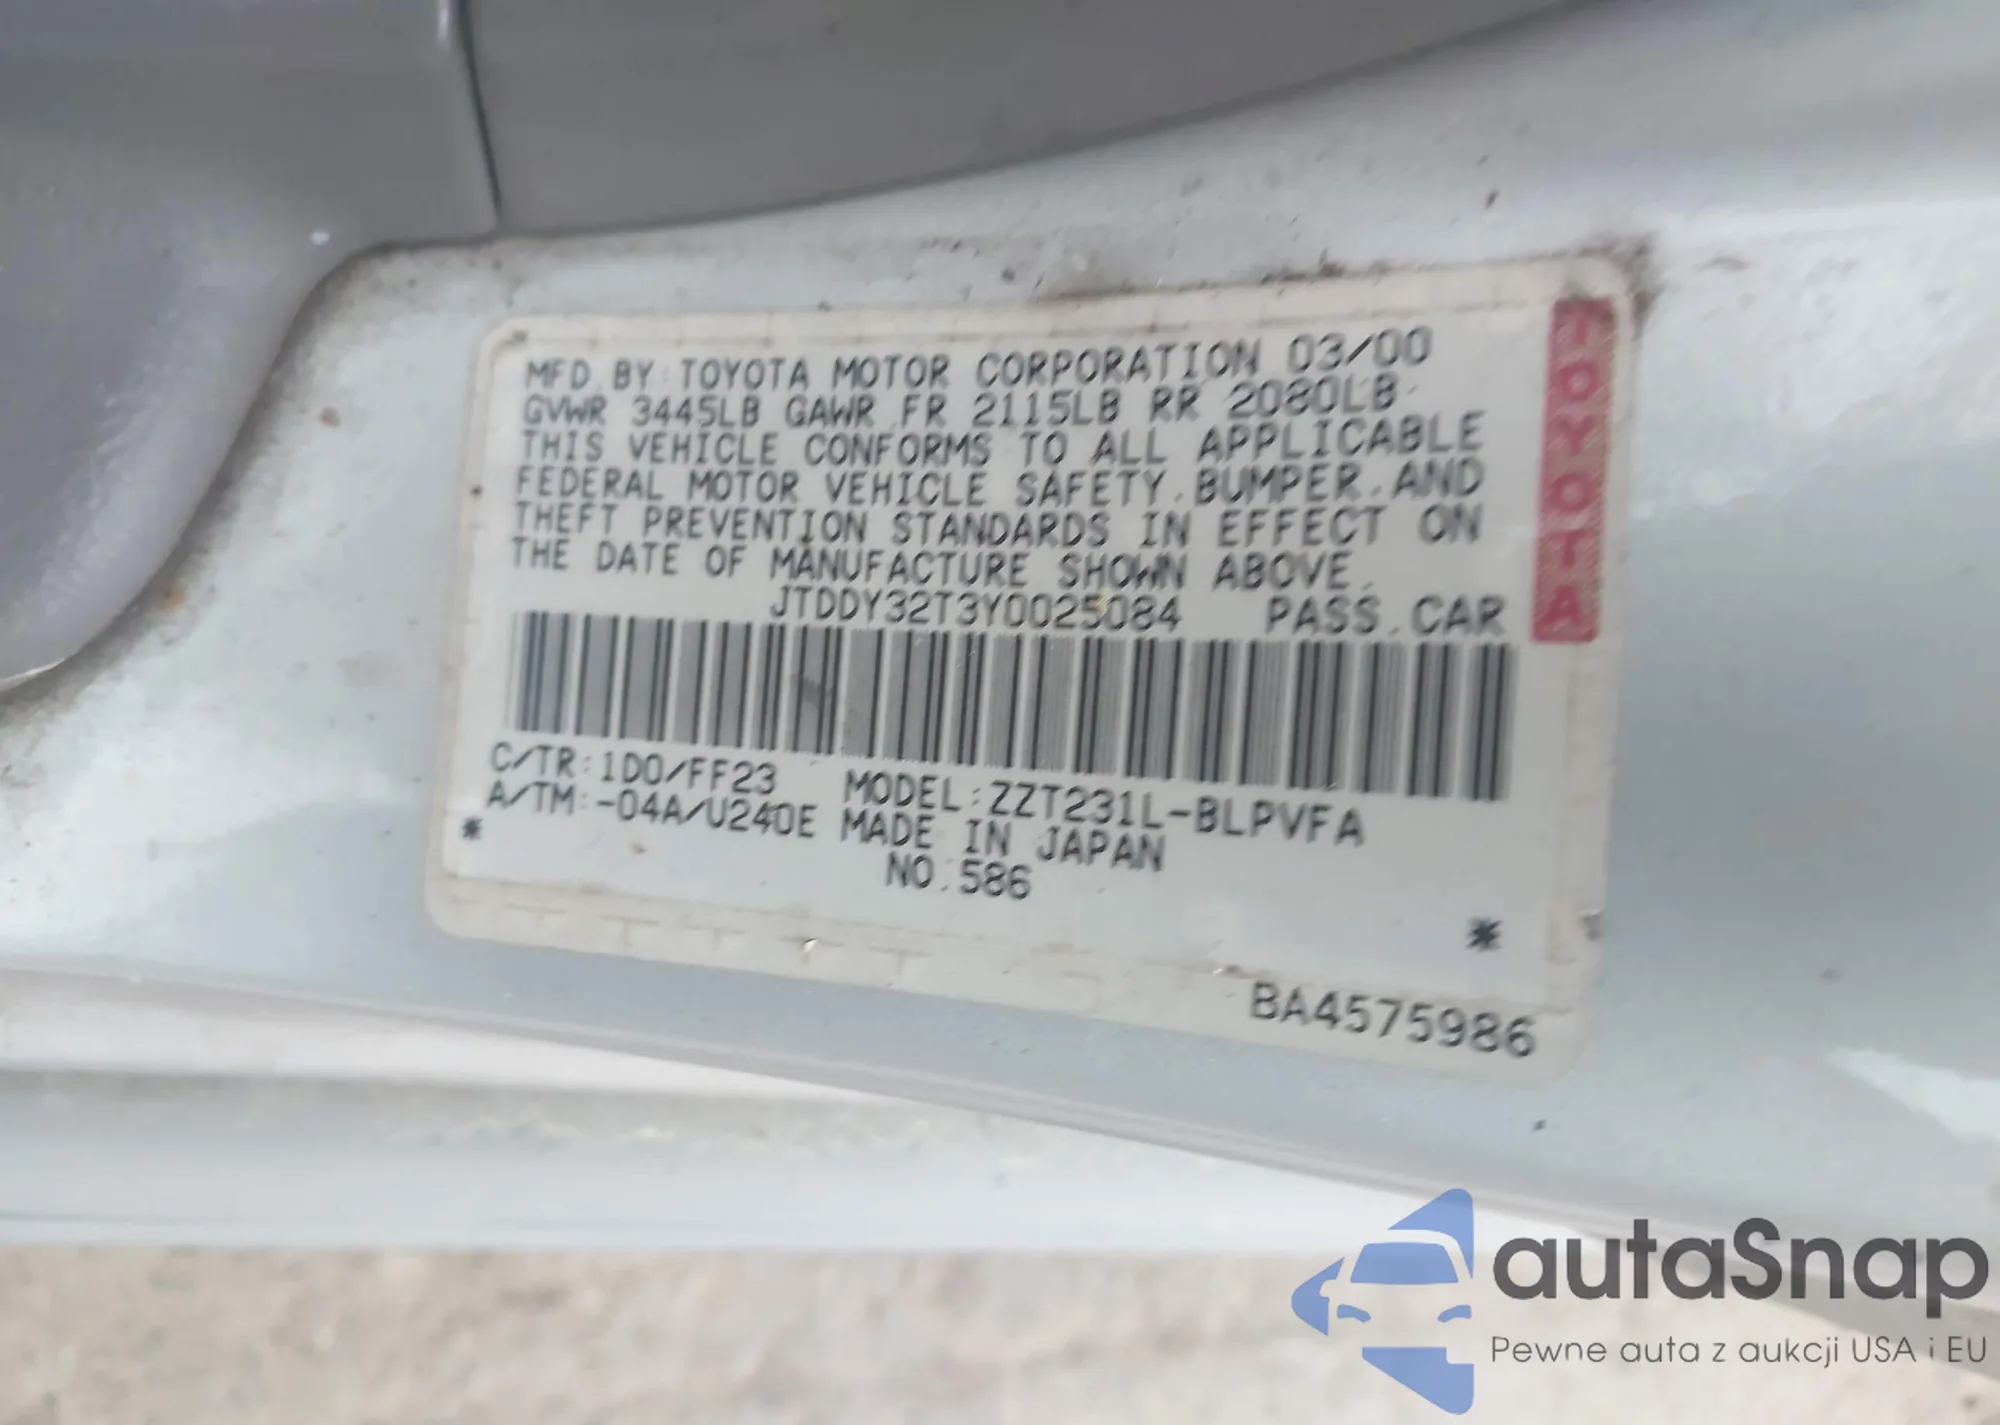 MFD. BY: TOYOTA MOTOR CORPORATION 03/00
GVWR 3445LB GAWR FR 2115LB RR 2080LB
THIS VEHICLE CONFORMS TO ALL APPLICABLE
FEDERAL MOTOR VEHICLE SAFETY, BUMPER, AND
THEFT PREVENTION STANDARDS IN EFFECT ON
THE DATE OF MANUFACTURE SHOWN ABOVE.
JTDDY32T3Y0025084 PASS. CAR
C/TR: 1D0/FF23 MODEL: ZZT231L-BLPVFA
A/TM: -04A/U240E MADE IN JAPAN
* NO. 586
*
BA4575986
TOYOTA
autaSnap
Pewne auta z aukcji USA i EU